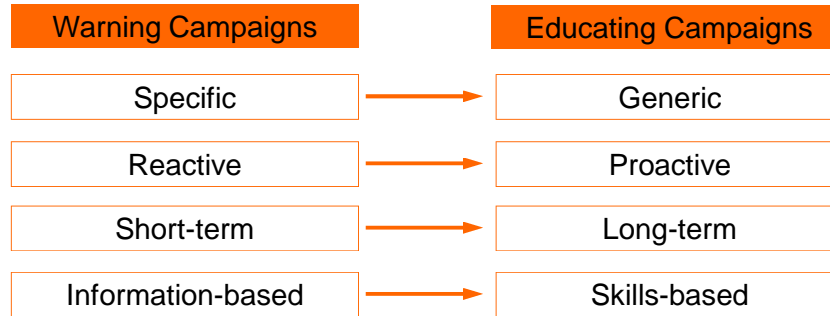 Warning Campaigns
Educating Campaigns
Specific
Generic
Reactive
Proactive
Short-term
Long-term
Information-based
Skills-based